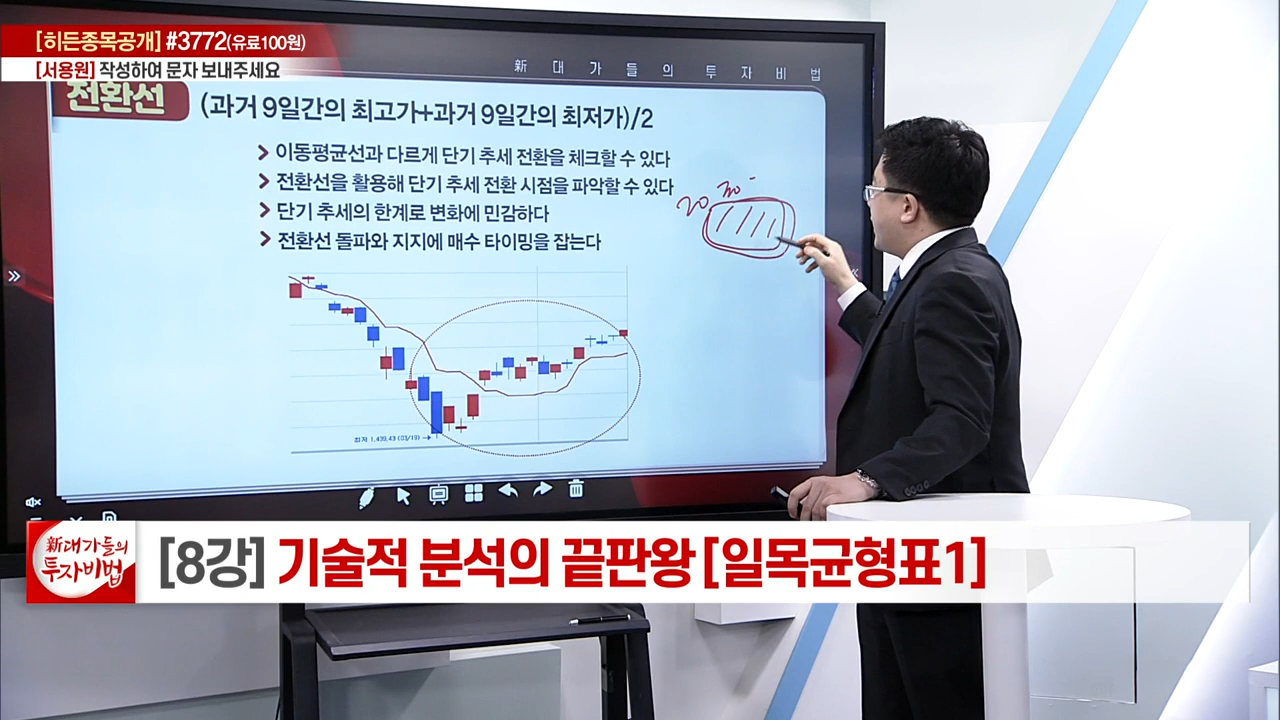 [히든종목공개] #3772(유료100원)
[서용원] 작성하여 문자 보내주세요
新 대 가 들 의 투 자 비 법
전환선 (과거 9일간의 최고가+과거 9일간의 최저가)/2
이동평균선과 다르게 단기 추세 전환을 체크할 수 있다
전환선을 활용해 단기 추세 전환 시점을 파악할 수 있다
단기 추세의 한계로 변화에 민감하다
전환선 돌파와 지지에 매수 타이밍을 잡는다
20
최저 1,439.43 (03/19)
新대가들의
투자비법
[8강] 기술적 분석의 끝판왕 [일목균형표1]